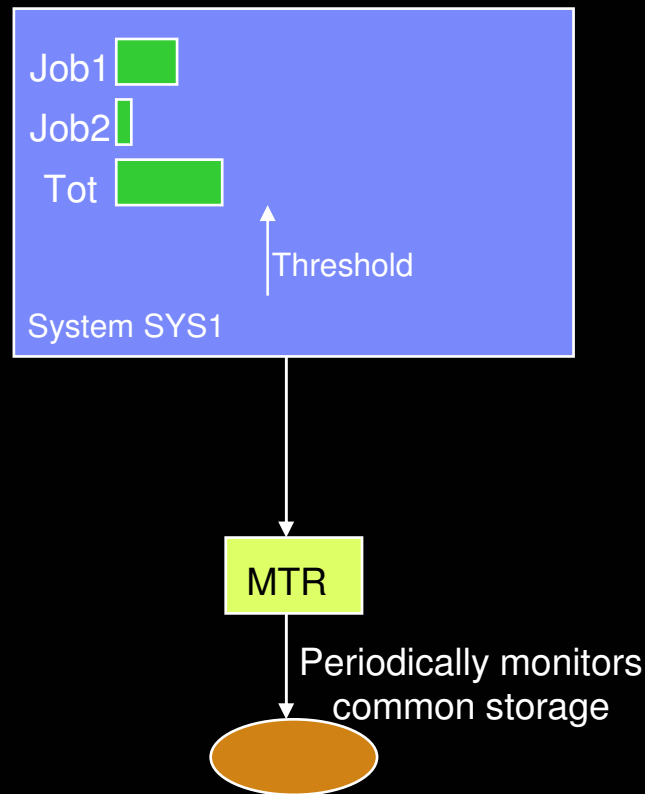 Job1
Job2
Tot
Threshold
System SYS1
MTR
Periodically monitors
common storage